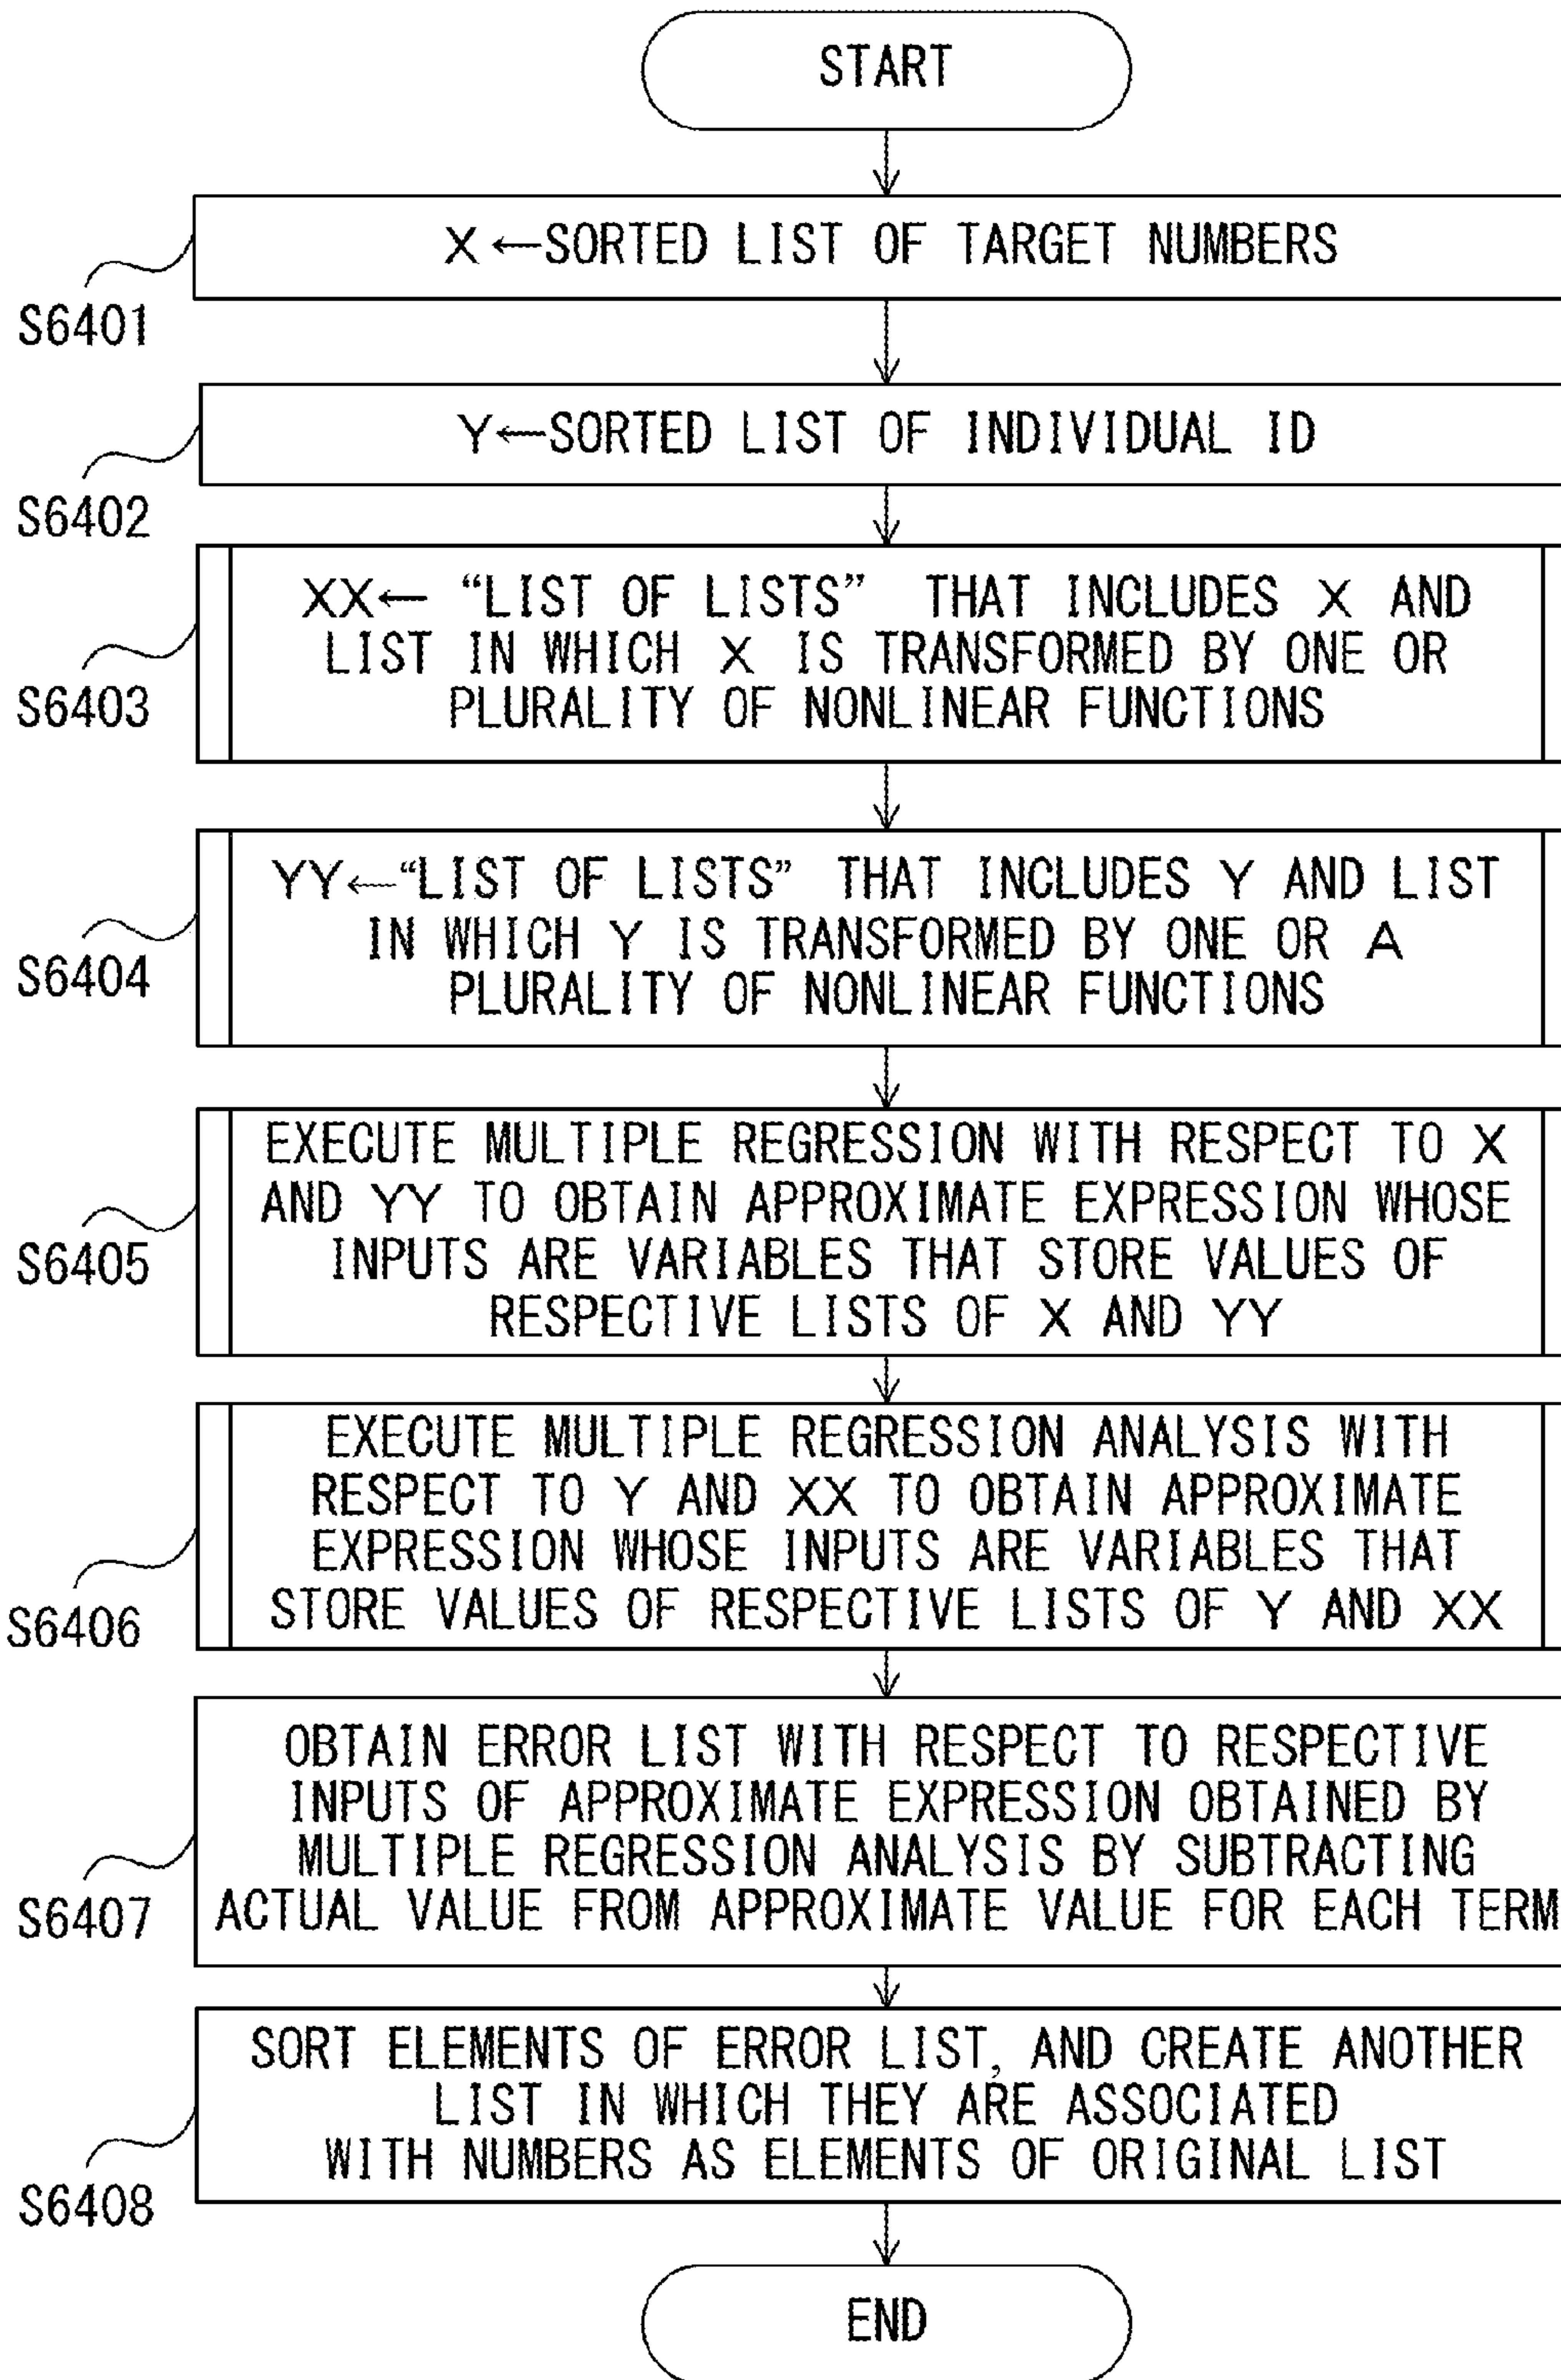 START
X←SORTED LIST OF TARGET NUMBERS
S6401
Y←SORTED LIST OF INDIVIDUAL ID
S6402
XX← “LIST OF LISTS” THAT INCLUDES X AND
LIST IN WHICH X IS TRANSFORMED BY ONE OR
PLURALITY OF NONLINEAR FUNCTIONS
S6403
YY←“LIST OF LISTS” THAT INCLUDES Y AND LIST
IN WHICH Y IS TRANSFORMED BY ONE OR A
PLURALITY OF NONLINEAR FUNCTIONS
S6404
EXECUTE MULTIPLE REGRESSION WITH RESPECT TO X
AND YY TO OBTAIN APPROXIMATE EXPRESSION WHOSE
INPUTS ARE VARIABLES THAT STORE VALUES OF
RESPECTIVE LISTS OF X AND YY
S6405
EXECUTE MULTIPLE REGRESSION ANALYSIS WITH
RESPECT TO Y AND XX TO OBTAIN APPROXIMATE
EXPRESSION WHOSE INPUTS ARE VARIABLES THAT
STORE VALUES OF RESPECTIVE LISTS OF Y AND XX
S6406
OBTAIN ERROR LIST WITH RESPECT TO RESPECTIVE
INPUTS OF APPROXIMATE EXPRESSION OBTAINED BY
MULTIPLE REGRESSION ANALYSIS BY SUBTRACTING
ACTUAL VALUE FROM APPROXIMATE VALUE FOR EACH TERM
S6407
SORT ELEMENTS OF ERROR LIST, AND CREATE ANOTHER
LIST IN WHICH THEY ARE ASSOCIATED
WITH NUMBERS AS ELEMENTS OF ORIGINAL LIST
S6408
END